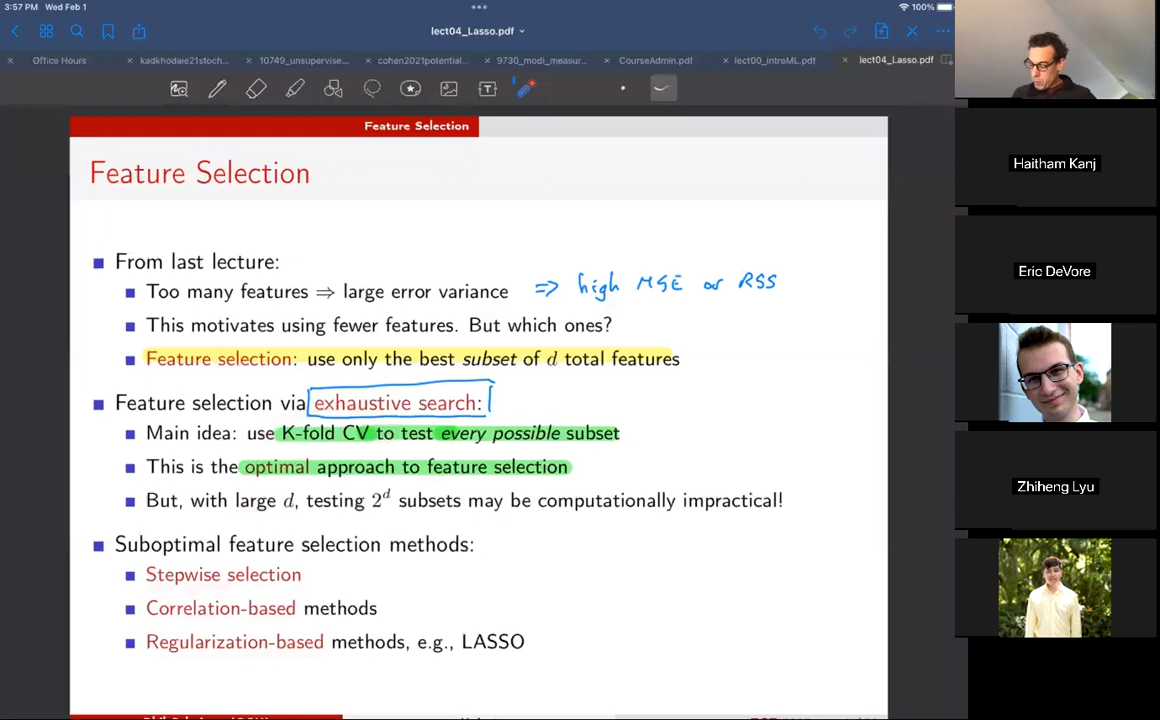 3:57 PM Wed Feb 1
100%
lect04_Lasso.pdf
Office Hours
kadkhodaie21stoch...
10749_unsupervise...
cohen2021potential...
9730_modi_measur...
CourseAdmin.pdf
lect00_introML.pdf
lect04_Lasso.pdf
Feature Selection
Feature Selection
From last lecture:
Too many features ⇒ large error variance ⇒ high MSE or RSS
This motivates using fewer features. But which ones?
Feature selection: use only the best subset of d total features
Feature selection via exhaustive search:
Main idea: use K-fold CV to test every possible subset
This is the optimal approach to feature selection
But, with large d, testing 2^d subsets may be computationally impractical!
Suboptimal feature selection methods:
Stepwise selection
Correlation-based methods
Regularization-based methods, e.g., LASSO
Haitham Kanj
Eric DeVore
Zhiheng Lyu